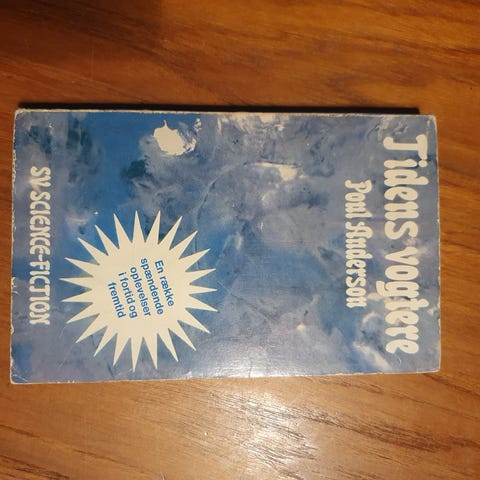 Tidens vogtere
Poul Anderson
En række
spændende
oplevelser
i fortid og
fremtid
SV-SCIENCE-FICTION